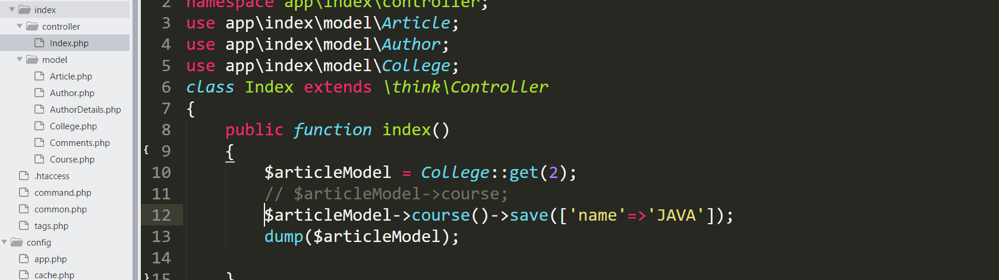 index
controller
Index.php
model
Article.php
Author.php
AuthorDetails.php
College.php
Comments.php
Course.php
.htaccess
command.php
common.php
tags.php
config
app.php
cache.php
2 namespace app\index\controller;
3 use app\index\model\Article;
4 use app\index\model\Author;
5 use app\index\model\College;
6 class Index extends \think\Controller
7 {
8 public function index()
{ 9 {
10 $articleModel = College::get(2);
11 // $articleModel->course;
12 $articleModel->course()->save(['name'=>'JAVA']);
13 dump($articleModel);
14
} 15 }